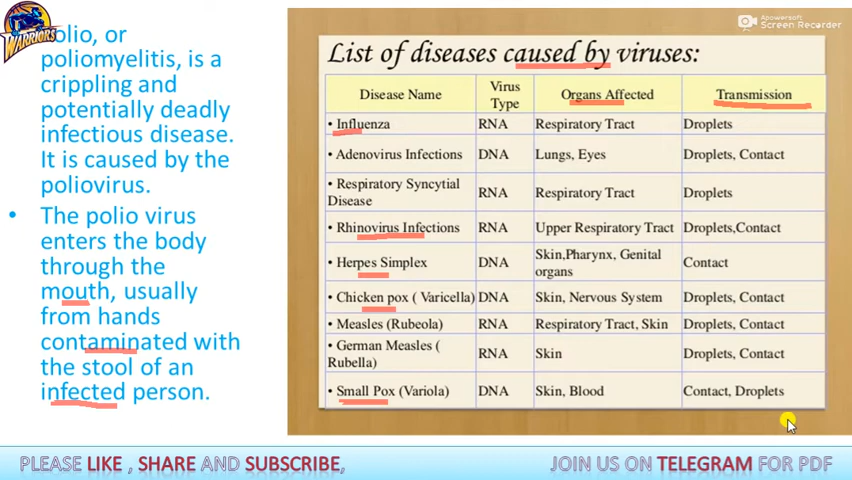 WARRIORS
olio, or
poliomyelitis, is a
crippling and
potentially deadly
infectious disease.
It is caused by the
poliovirus.
• The polio virus
enters the body
through the
mouth, usually
from hands
contaminated with
the stool of an
infected person.
Apowersoft
Screen Recorder
List of diseases caused by viruses:
Disease Name Virus Type Organs Affected Transmission
• Influenza RNA Respiratory Tract Droplets
• Adenovirus Infections DNA Lungs, Eyes Droplets, Contact
• Respiratory Syncytial Disease RNA Respiratory Tract Droplets
• Rhinovirus Infections RNA Upper Respiratory Tract Droplets,Contact
• Herpes Simplex DNA Skin,Pharynx, Genital organs Contact
• Chicken pox ( Varicella) DNA Skin, Nervous System Droplets, Contact
• Measles (Rubeola) RNA Respiratory Tract, Skin Droplets, Contact
• German Measles ( Rubella) RNA Skin Droplets, Contact
• Small Pox (Variola) DNA Skin, Blood Contact, Droplets
PLEASE LIKE , SHARE AND SUBSCRIBE, JOIN US ON TELEGRAM FOR PDF